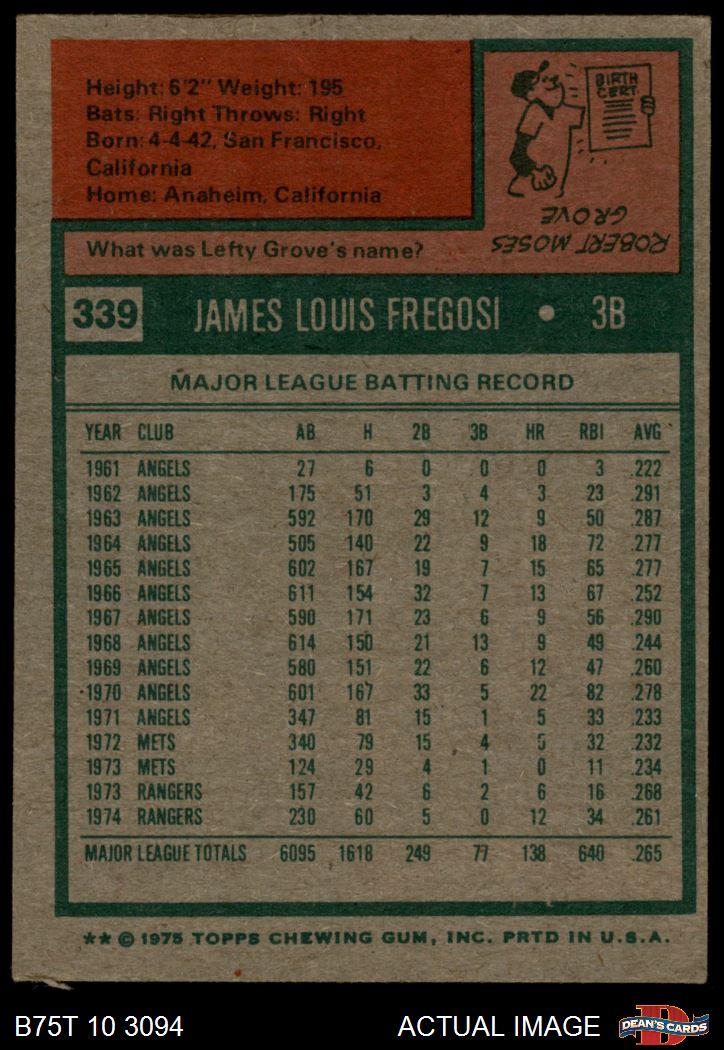 Height: 6'2" Weight: 195
Bats: Right Throws: Right
Born: 4-4-42, San Francisco,
California
Home: Anaheim, California
BIRTH
CERT.
What was Lefty Grove's name?
ROBERT MOSES
GROVE
339 JAMES LOUIS FREGOSI • 3B
MAJOR LEAGUE BATTING RECORD
YEAR CLUB AB H 2B 3B HR RBI AVG
1961 ANGELS 27 6 0 0 0 3 .222
1962 ANGELS 175 51 3 4 3 23 .291
1963 ANGELS 592 170 29 12 9 50 .287
1964 ANGELS 505 140 22 9 18 72 .277
1965 ANGELS 602 167 19 7 15 65 .277
1966 ANGELS 611 154 32 7 13 67 .252
1967 ANGELS 590 171 23 6 9 56 .290
1968 ANGELS 614 150 21 13 9 49 .244
1969 ANGELS 580 151 22 6 12 47 .260
1970 ANGELS 601 167 33 5 22 82 .278
1971 ANGELS 347 81 15 1 5 33 .233
1972 METS 340 79 15 4 5 32 .232
1973 METS 124 29 4 1 0 11 .234
1973 RANGERS 157 42 6 2 6 16 .268
1974 RANGERS 230 60 5 0 12 34 .261
MAJOR LEAGUE TOTALS 6095 1618 249 77 138 640 .265
** © 1975 TOPPS CHEWING GUM, INC. PRTD IN U.S.A.
B75T 10 3094 ACTUAL IMAGE
D
DEAN'S CARDS